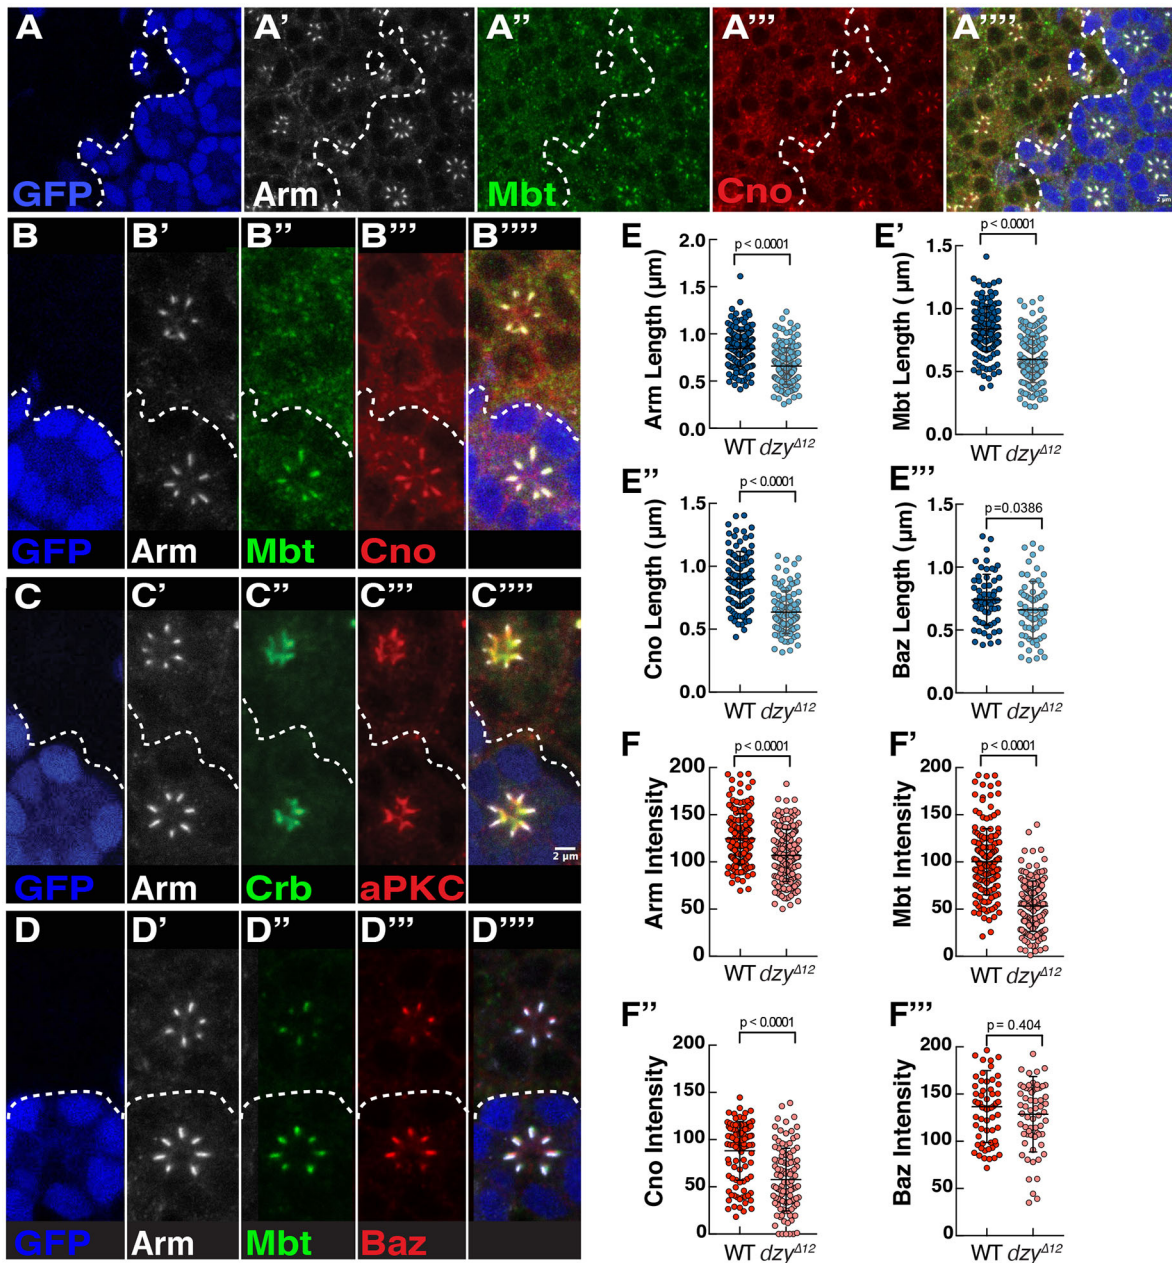 A A' A'' A''' A''''
GFP Arm Mbt Cno 2 µm
B B' B'' B''' B''''
GFP Arm Mbt Cno
C C' C'' C''' C''''
2 µm
GFP Arm Crb aPKC
D D' D'' D''' D''''
GFP Arm Mbt Baz
E
p < 0.0001
Arm Length (µm)
2.0
1.5
1.0
0.5
0.0
WT dzyΔ12
E'
p < 0.0001
Mbt Length ( µm)
1.5
1.0
0.5
0.0
WT dzyΔ12
E''
p < 0.0001
Cno Length (µm)
1.5
1.0
0.5
0.0
WT dzyΔ12
E'''
p=0.0386
Baz Length (µm)
1.5
1.0
0.5
0.0
WT dzyΔ12
F
p < 0.0001
Arm Intensity
200
150
100
50
0
WT dzyΔ12
F'
p < 0.0001
Mbt Intensity
200
150
100
50
0
WT dzyΔ12
F''
p < 0.0001
Cno Intensity
200
150
100
50
0
WT dzyΔ12
F'''
p = 0.404
Baz Intensity
200
150
100
50
0
WT dzyΔ12